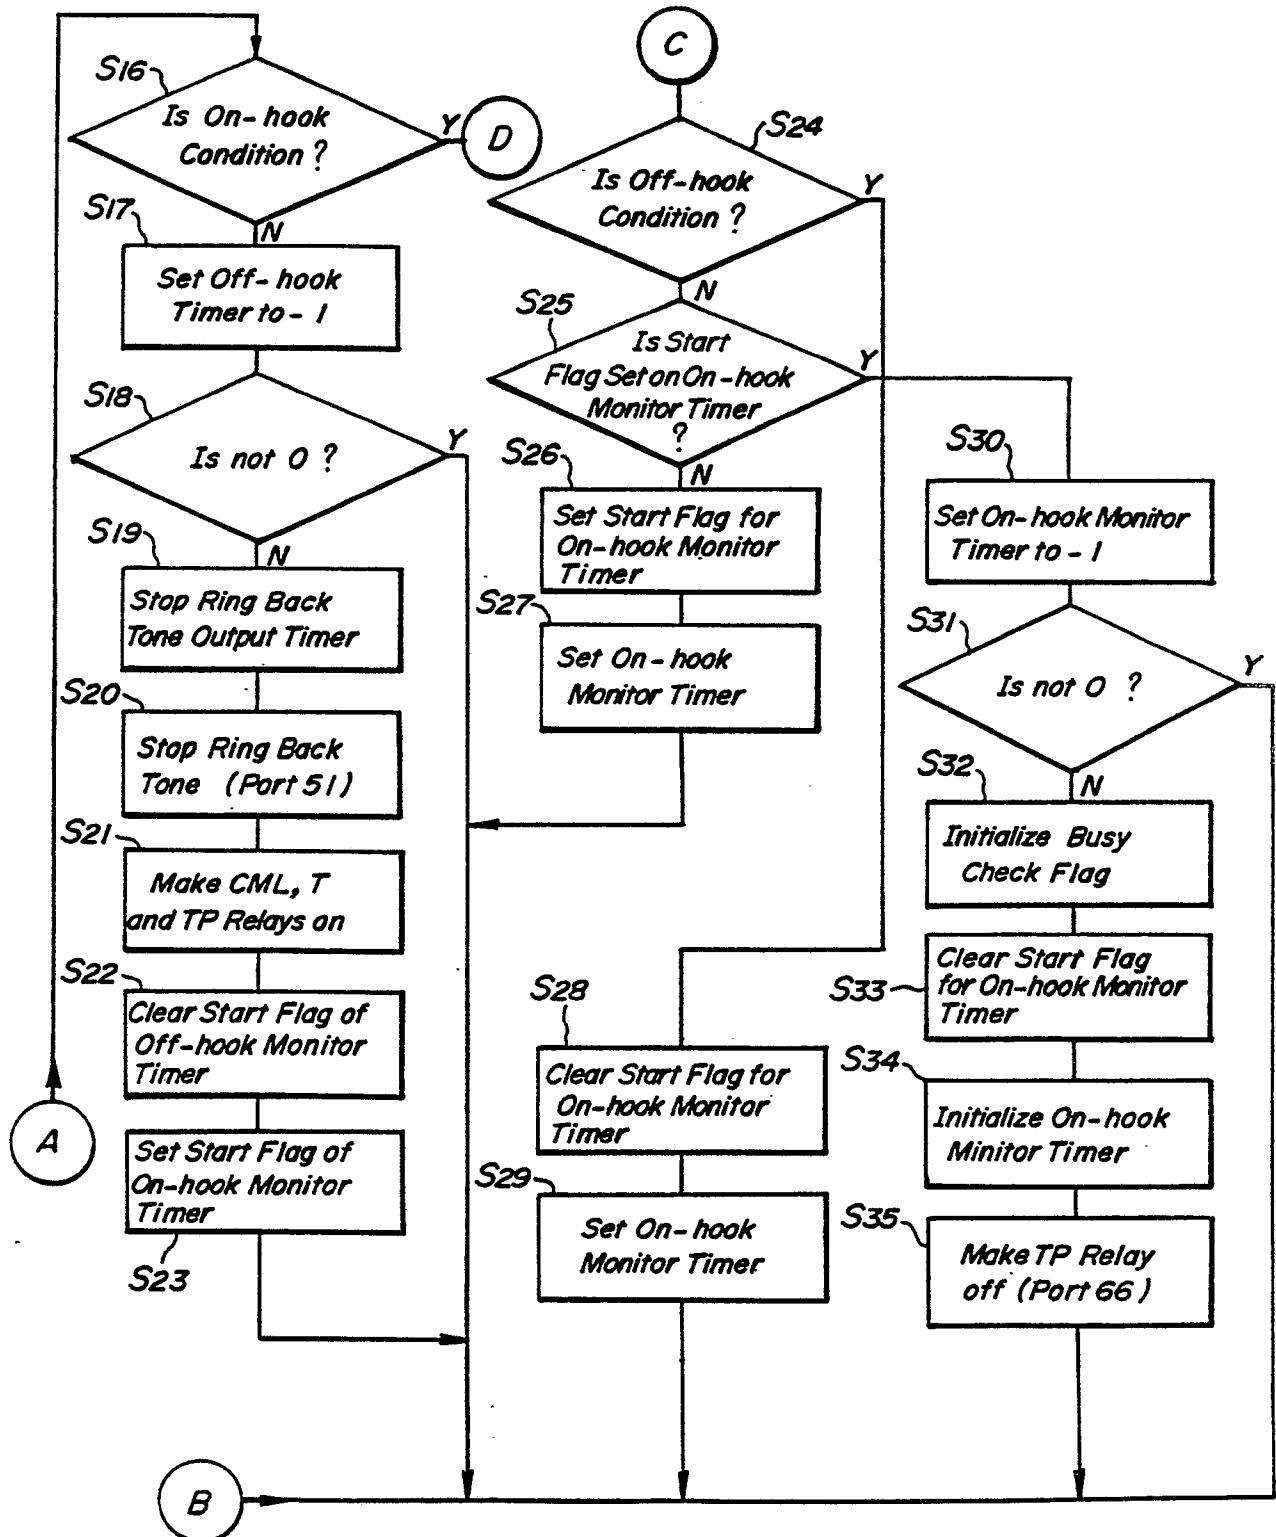 S16
Is On-hook
Condition ?
Y
D
N
S17
Set Off-hook
Timer to - 1
S18
Is not 0 ?
Y
N
S19
Stop Ring Back
Tone Output Timer
S20
Stop Ring Back
Tone (Port 51)
S21
Make CML, T
and TP Relays on
S22
Clear Start Flag of
Off-hook Monitor
Timer
A
Set Start Flag of
On-hook Monitor
Timer
S23
B
C
S24
Is Off-hook
Condition ?
Y
N
S25
Is Start
Flag Set on On-hook
Monitor Timer
?
Y
N
S26
Set Start Flag for
On-hook Monitor
Timer
S27
Set On-hook
Monitor Timer
S28
Clear Start Flag for
On-hook Monitor
Timer
S29
Set On-hook
Monitor Timer
S30
Set On-hook Monitor
Timer to - 1
S31
Is not 0 ?
Y
N
S32
Initialize Busy
Check Flag
S33
Clear Start Flag
for On-hook Monitor
Timer
S34
Initialize On-hook
Minitor Timer
S35
Make TP Relay
off (Port 66)